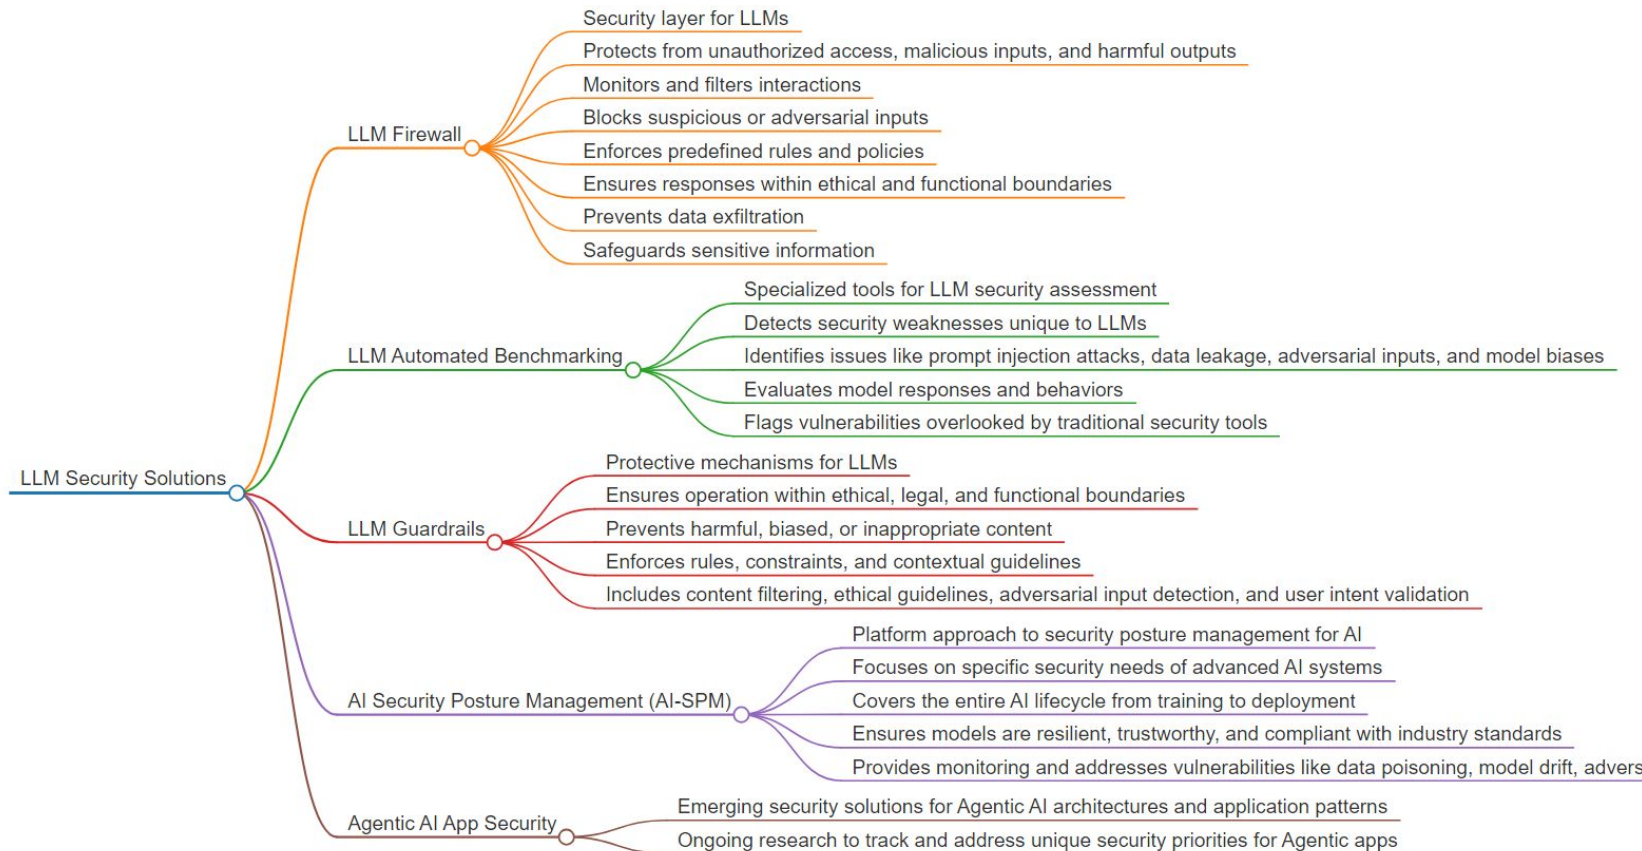 LLM Security Solutions
LLM Firewall
Security layer for LLMs
Protects from unauthorized access, malicious inputs, and harmful outputs
Monitors and filters interactions
Blocks suspicious or adversarial inputs
Enforces predefined rules and policies
Ensures responses within ethical and functional boundaries
Prevents data exfiltration
Safeguards sensitive information
LLM Automated Benchmarking
Specialized tools for LLM security assessment
Detects security weaknesses unique to LLMs
Identifies issues like prompt injection attacks, data leakage, adversarial inputs, and model biases
Evaluates model responses and behaviors
Flags vulnerabilities overlooked by traditional security tools
LLM Guardrails
Protective mechanisms for LLMs
Ensures operation within ethical, legal, and functional boundaries
Prevents harmful, biased, or inappropriate content
Enforces rules, constraints, and contextual guidelines
Includes content filtering, ethical guidelines, adversarial input detection, and user intent validation
AI Security Posture Management (AI-SPM)
Platform approach to security posture management for AI
Focuses on specific security needs of advanced AI systems
Covers the entire AI lifecycle from training to deployment
Ensures models are resilient, trustworthy, and compliant with industry standards
Provides monitoring and addresses vulnerabilities like data poisoning, model drift, advers
Agentic AI App Security
Emerging security solutions for Agentic AI architectures and application patterns
Ongoing research to track and address unique security priorities for Agentic apps